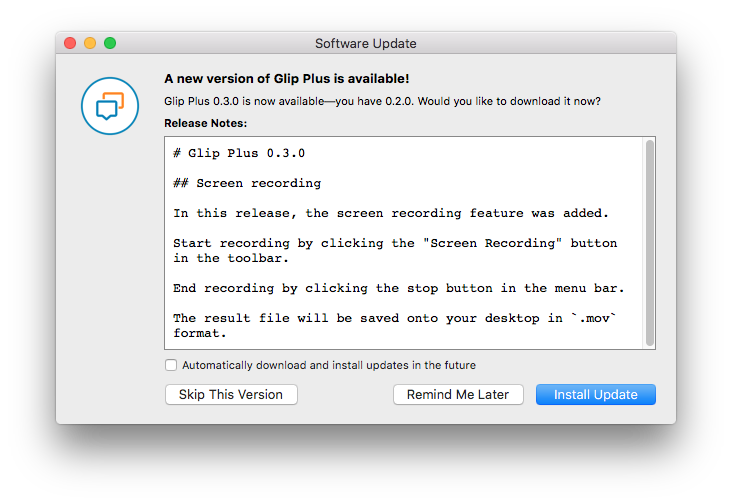 Software Update
A new version of Glip Plus is available!
Glip Plus 0.3.0 is now available—you have 0.2.0. Would you like to download it now?
Release Notes:
# Glip Plus 0.3.0
## Screen recording
In this release, the screen recording feature was added.
Start recording by clicking the "Screen Recording" button
in the toolbar.
End recording by clicking the stop button in the menu bar.
The result file will be saved onto your desktop in `.mov`
format.
Automatically download and install updates in the future
Skip This Version
Remind Me Later
Install Update